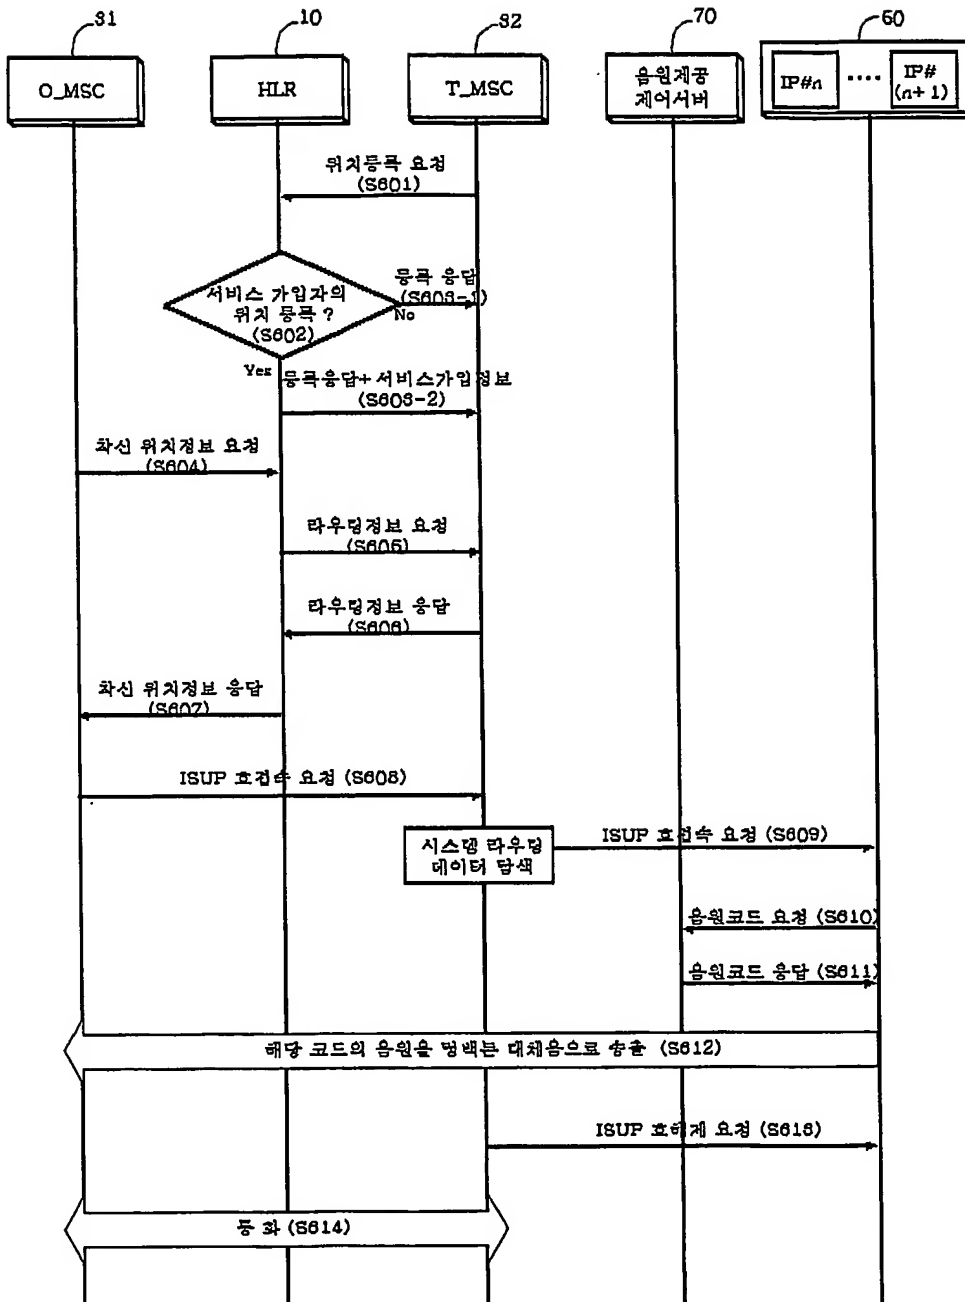 31
10
32
70
60
O_MSC
HLR
T_MSC
음원제공
제어서버
IP#n
....
IP#
(n+1)
위치등록 요청
(S601)
서비스 가입자의
위치 등록 ?
(S602)
등록 응답
(S603-1)
No
Yes
등록응답+서비스가입정보
(S603-2)
착신 위치정보 요청
(S604)
라우팅정보 요청
(S605)
라우팅정보 응답
(S606)
착신 위치정보 응답
(S607)
ISUP 호접속 요청 (S608)
시스템 라우팅
데이터 탐색
ISUP 호접속 요청 (S609)
음원코드 요청 (S610)
음원코드 응답 (S611)
해당 코드의 음원을 링백톤 대체음으로 송출 (S612)
ISUP 호해제 요청 (S613)
통 화 (S614)